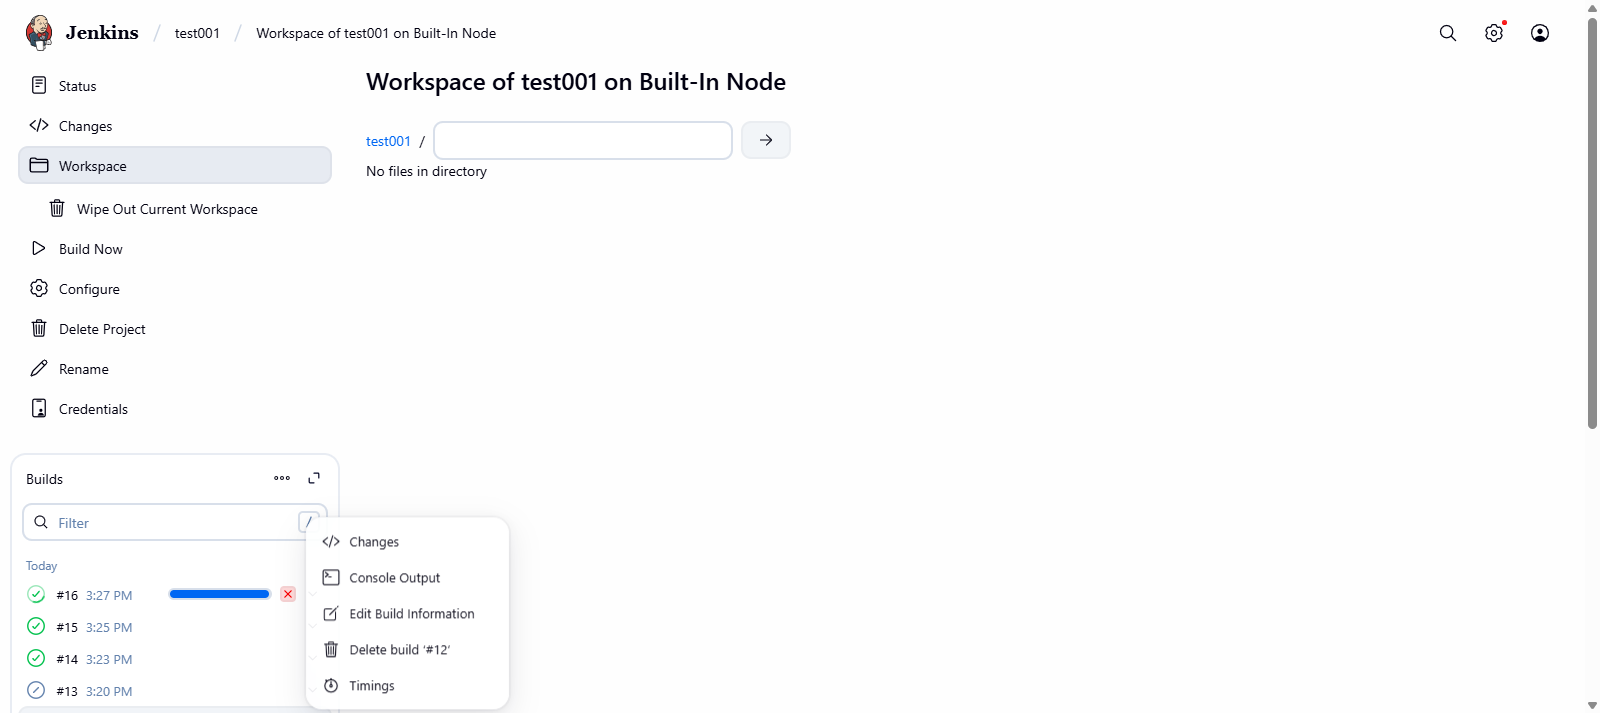 Jenkins / test001 / Workspace of test001 on Built-In Node
Status
Changes
Workspace
Wipe Out Current Workspace
Build Now
Configure
Delete Project
Rename
Credentials
Workspace of test001 on Built-In Node
test001 /
No files in directory
Builds
Filter /
Today
#16 3:27 PM
#15 3:25 PM
#14 3:23 PM
#13 3:20 PM
Changes
Console Output
Edit Build Information
Delete build ‘#12’
Timings